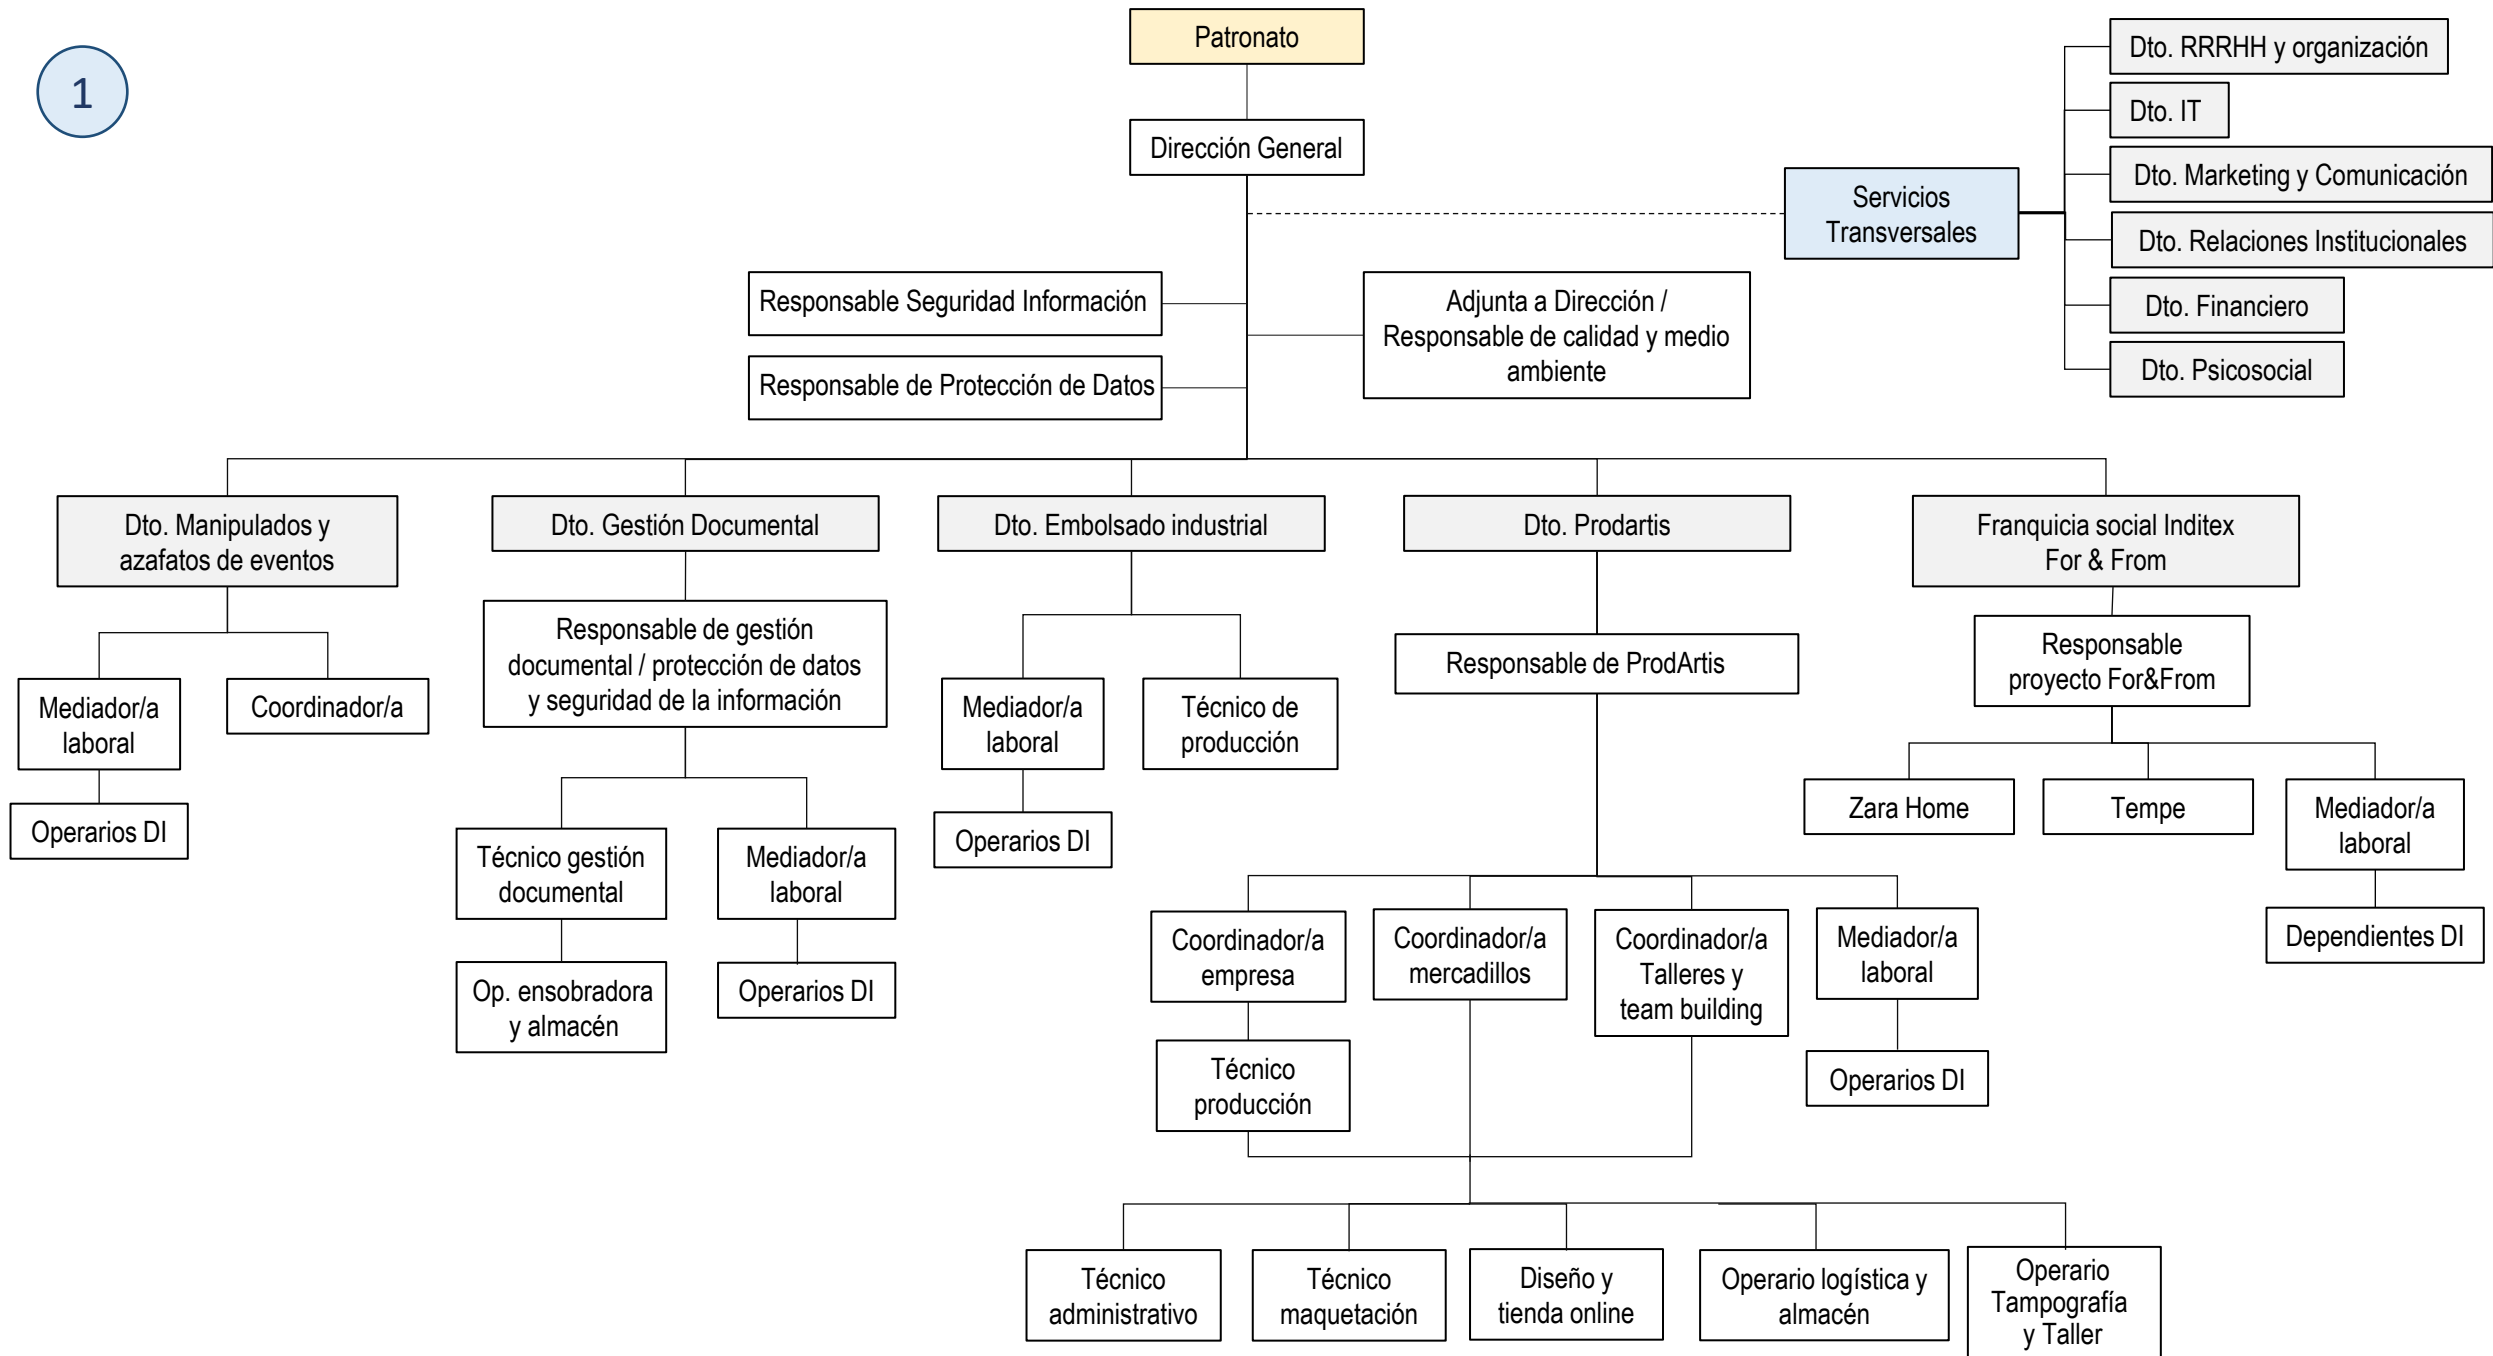 1
Patronato
Dirección General
Servicios
Transversales
Dto. RRRHH y organización
Dto. IT
Dto. Marketing y Comunicación
Dto. Relaciones Institucionales
Dto. Financiero
Dto. Psicosocial
Responsable Seguridad Información
Responsable de Protección de Datos
Adjunta a Dirección /
Responsable de calidad y medio
ambiente
Dto. Manipulados y
azafatos de eventos
Mediador/a
laboral
Coordinador/a
Operarios DI
Dto. Gestión Documental
Responsable de gestión
documental / protección de datos
y seguridad de la información
Técnico gestión
documental
Mediador/a
laboral
Op. ensobradora
y almacén
Operarios DI
Dto. Embolsado industrial
Mediador/a
laboral
Técnico de
producción
Operarios DI
Dto. Prodartis
Responsable de ProdArtis
Coordinador/a
empresa
Coordinador/a
mercadillos
Coordinador/a
Talleres y
team building
Mediador/a
laboral
Técnico
producción
Operarios DI
Técnico
administrativo
Técnico
maquetación
Diseño y
tienda online
Operario logística y
almacén
Operario
Tampografía
y Taller
Franquicia social Inditex
For & From
Responsable
proyecto For&From
Zara Home
Tempe
Mediador/a
laboral
Dependientes DI